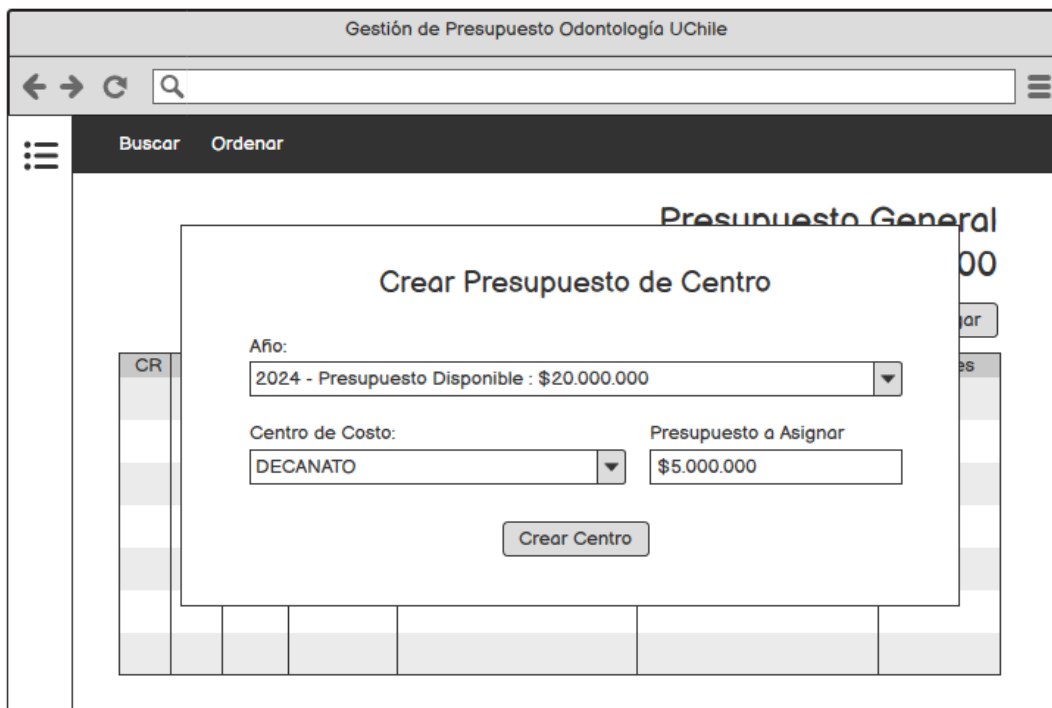 Gestión de Presupuesto Odontología UChile
Buscar Ordenar
Presupuesto General
00
Crear Presupuesto de Centro
Año:
2024 - Presupuesto Disponible : $20.000.000
CR
Centro de Costo: Presupuesto a Asignar
DECANATO $5.000.000
Crear Centro